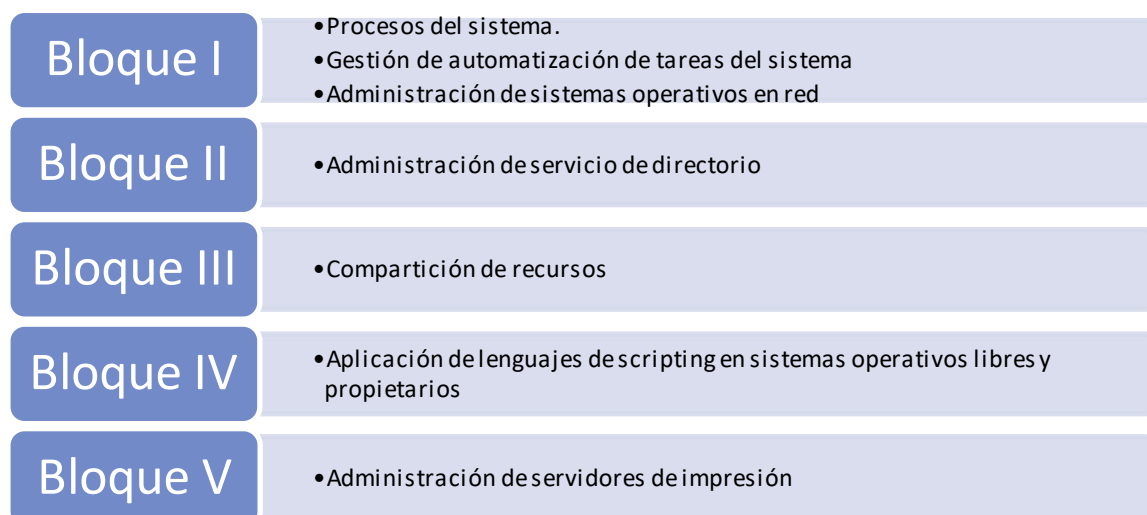 Bloque I
•Procesos del sistema.
•Gestión de automatización de tareas del sistema
•Administración de sistemas operativos en red
Bloque II
•Administración de servicio de directorio
Bloque III
•Compartición de recursos
Bloque IV
•Aplicación de lenguajes de scripting en sistemas operativos libres y
propietarios
Bloque V
•Administración de servidores de impresión